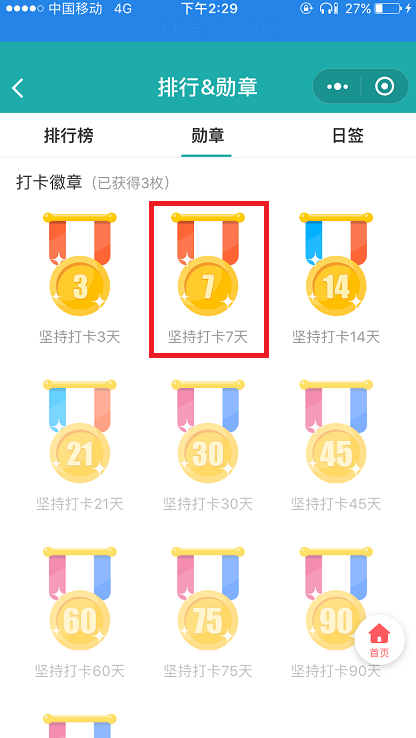 中国移动 4G 下午2:29 27%
排行&勋章
排行榜 勋章 日签
打卡徽章（已获得3枚）
3 7 14
坚持打卡3天 坚持打卡7天 坚持打卡14天
21 30 45
坚持打卡21天 坚持打卡30天 坚持打卡45天
60 75 90
坚持打卡60天 坚持打卡75天 坚持打卡90天
首页